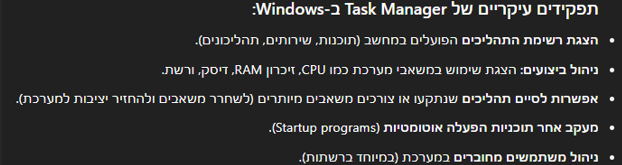 תפקידים עיקריים של Task Manager ב-Windows:
• הצגת רשימת התהליכים הפועלים במחשב (תוכנות, שירותים, תהליכונים).
• ניהול ביצועים: הצגת שימוש במשאבי מערכת כמו CPU, זיכרון RAM, דיסק, ורשת.
• אפשרות לסיים תהליכים שנתקעו או צורכים משאבים מיותרים (לשחרר משאבים ולהחזיר יציבות למערכת).
• מעקב אחר תוכניות הפעלה אוטומטיות (Startup programs).
• ניהול משתמשים מחוברים במערכת (במיוחד ברשתות).